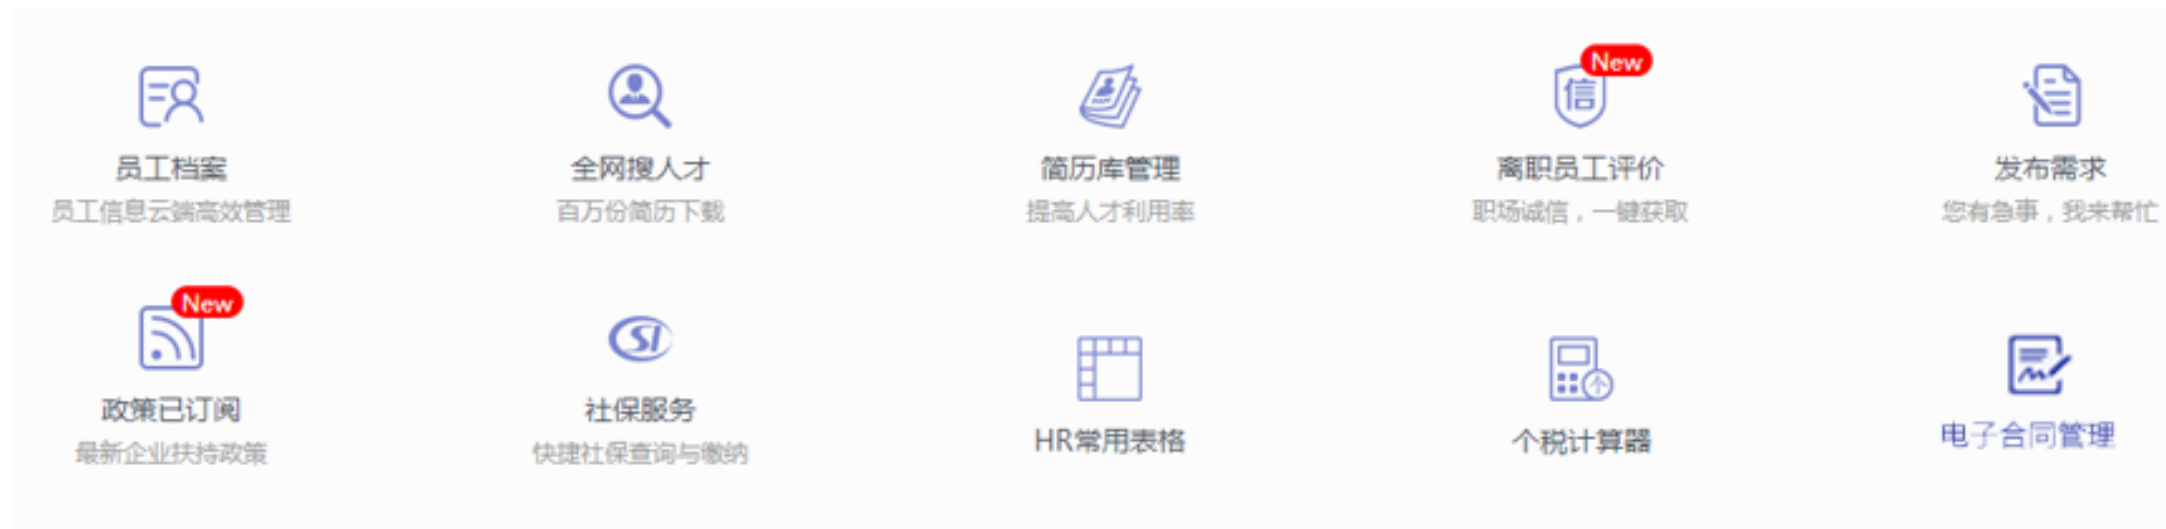 New
信
员工档案
全网搜人才
简历库管理
离职员工评价
发布需求
员工信息云端高效管理
百万份简历下载
提高人才利用率
职场诚信，一键获取
您有急事，我来帮忙
New
SI
个
政策已订阅
社保服务
HR常用表格
个税计算器
电子合同管理
最新企业扶持政策
快捷社保查询与缴纳